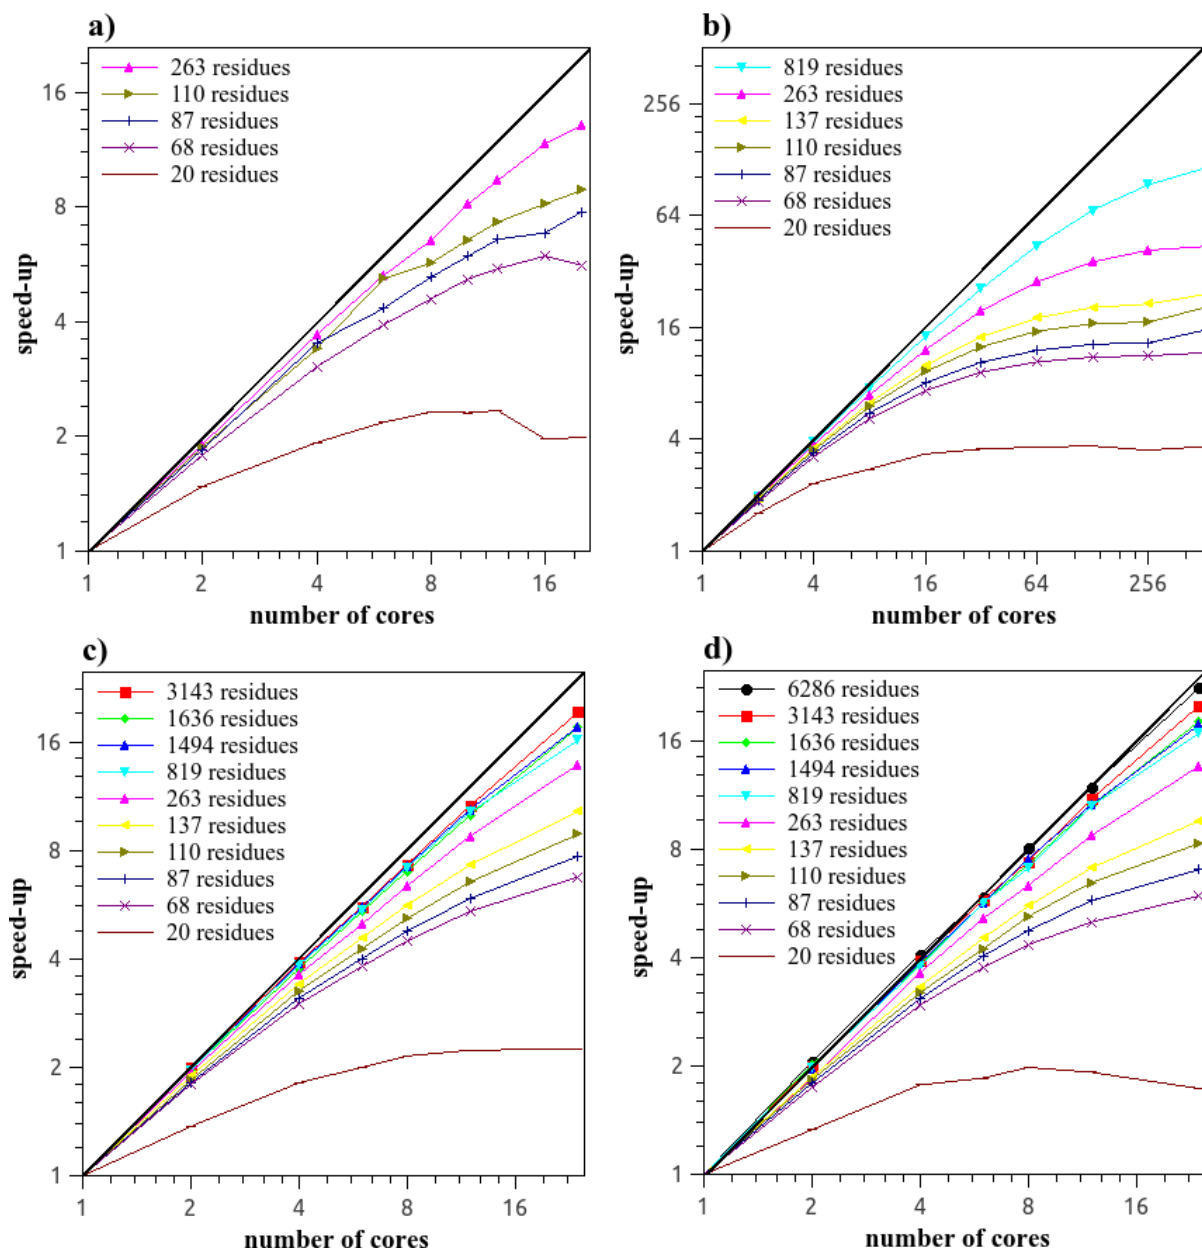 a)
263 residues
110 residues
87 residues
68 residues
20 residues
16
8
4
2
1
speed-up
1 2 4 8 16
number of cores
b)
819 residues
263 residues
137 residues
110 residues
87 residues
68 residues
20 residues
256
64
16
4
1
speed-up
1 4 16 64 256
number of cores
c)
3143 residues
1636 residues
1494 residues
819 residues
263 residues
137 residues
110 residues
87 residues
68 residues
20 residues
16
8
4
2
1
speed-up
1 2 4 8 16
number of cores
d)
6286 residues
3143 residues
1636 residues
1494 residues
819 residues
263 residues
137 residues
110 residues
87 residues
68 residues
20 residues
16
8
4
2
1
speed-up
1 2 4 8 16
number of cores